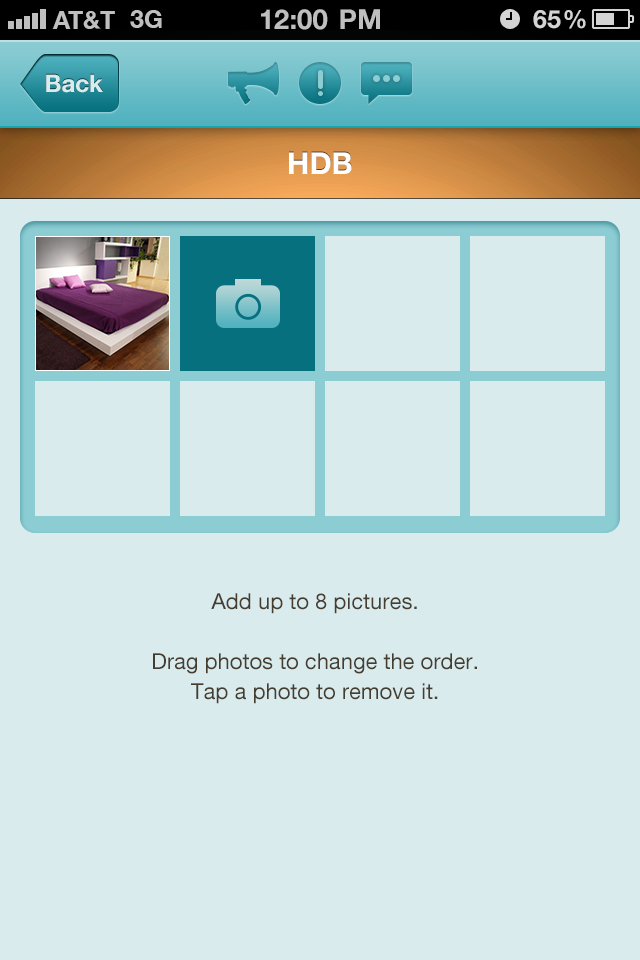 AT&T 3G 12:00 PM 65%
Back
HDB
Add up to 8 pictures.
Drag photos to change the order.
Tap a photo to remove it.